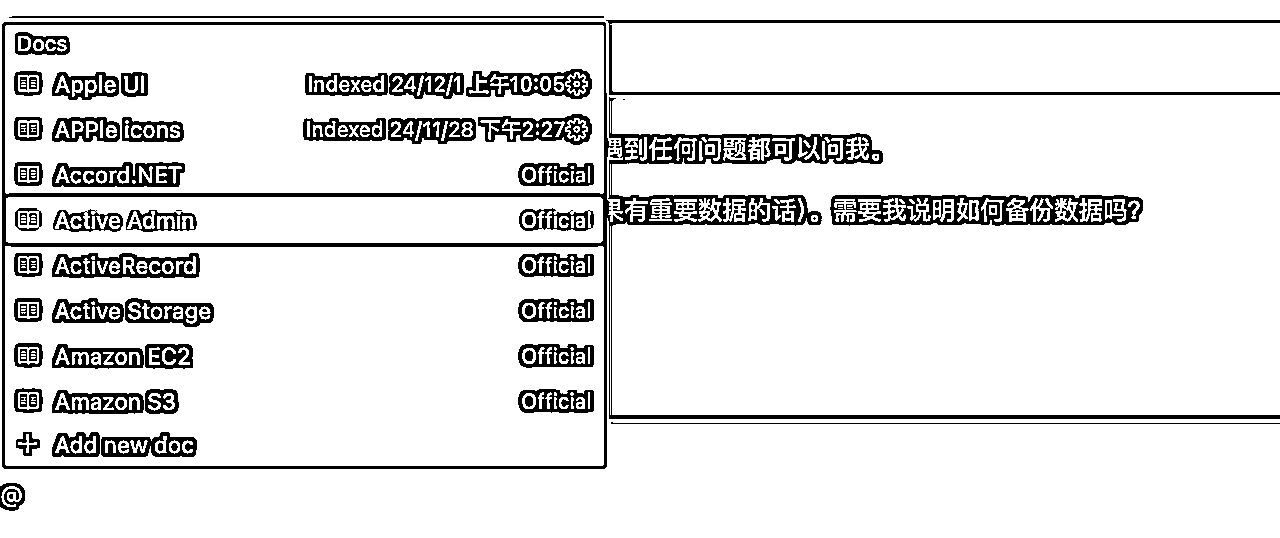 Docs
Apple UI Indexed 24/12/1 上午10:05
APPle icons Indexed 24/11/28 下午2:27
Accord.NET Official
Active Admin Official
ActiveRecord Official
Active Storage Official
Amazon EC2 Official
Amazon S3 Official
Add new doc
@
遇到任何问题都可以问我。
果有重要数据的话)。需要我说明如何备份数据吗?